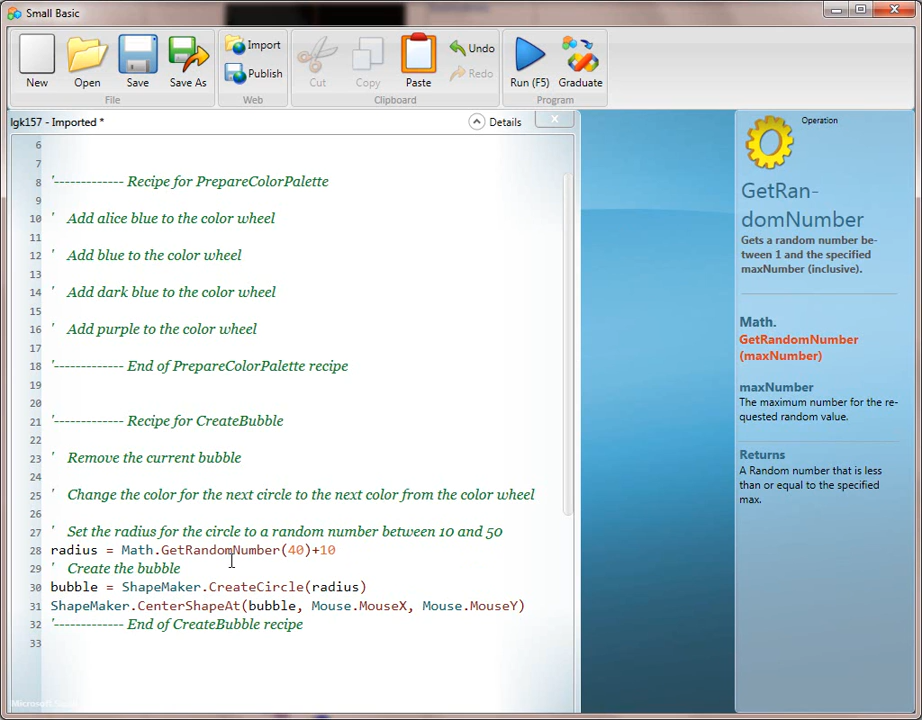 Small Basic
New
Open
Save
Save As
File
Import
Publish
Web
Cut
Copy
Paste
Undo
Redo
Clipboard
Run (F5)
Graduate
Program
lgk157 - Imported *
Details
6
7
8 '------------- Recipe for PrepareColorPalette
9
10 '   Add alice blue to the color wheel
11
12 '   Add blue to the color wheel
13
14 '   Add dark blue to the color wheel
15
16 '   Add purple to the color wheel
17
18 '------------- End of PrepareColorPalette recipe
19
20
21 '------------- Recipe for CreateBubble
22
23 '   Remove the current bubble
24
25 '   Change the color for the next circle to the next color from the color wheel
26
27 '   Set the radius for the circle to a random number between 10 and 50
28 radius = Math.GetRandomNumber(40)+10
29 '   Create the bubble
30 bubble = ShapeMaker.CreateCircle(radius)
31 ShapeMaker.CenterShapeAt(bubble, Mouse.MouseX, Mouse.MouseY)
32 '------------- End of CreateBubble recipe
33
Operation
GetRan-
domNumber
Gets a random number be-
tween 1 and the specified
maxNumber (inclusive).
Math.
GetRandomNumber
(maxNumber)
maxNumber
The maximum number for the re-
quested random value.
Returns
A Random number that is less
than or equal to the specified
max.